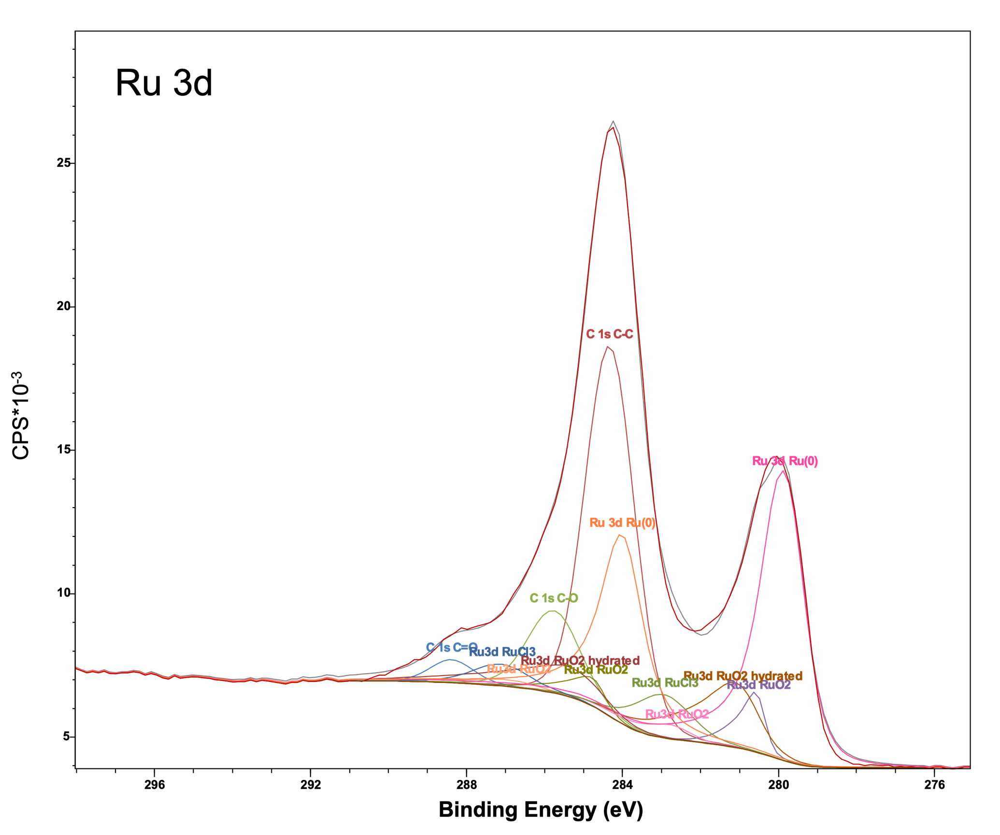 Ru 3d
25
20
C 1s C-C
15
Ru 3d Ru(0)
Ru 3d Ru(0)
10
C 1s C-O
C 1s C=O
Ru3d RuCl3
Ru3d RuO2 hydrated
Ru3d RuO2
Ru3d RuO2
Ru3d RuO2 hydrated
Ru3d RuCl3
Ru3d RuO2
Ru3d RuO2
5
CPS*10-3
296 292 288 284 280 276
Binding Energy (eV)